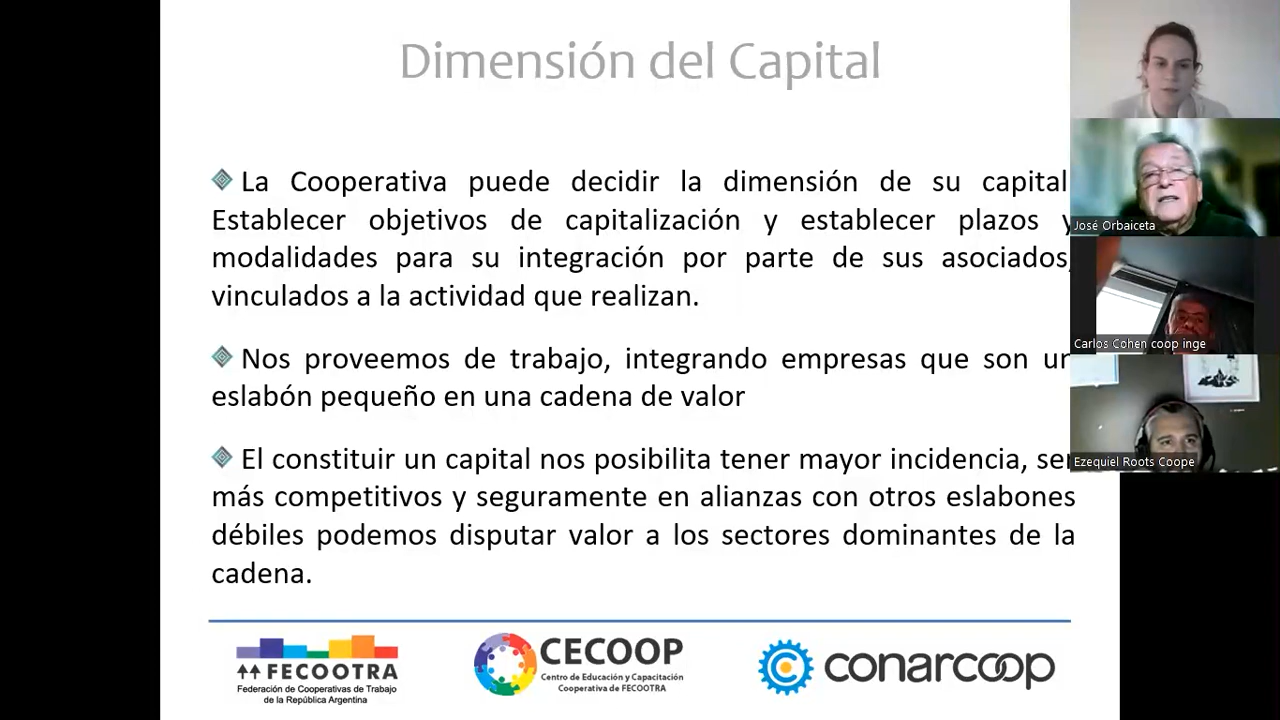 Dimensión del Capital
La Cooperativa puede decidir la dimensión de su capital
Establecer objetivos de capitalización y establecer plazos y
modalidades para su integración por parte de sus asociados,
vinculados a la actividad que realizan.
Nos proveemos de trabajo, integrando empresas que son un
eslabón pequeño en una cadena de valor
El constituir un capital nos posibilita tener mayor incidencia, ser
más competitivos y seguramente en alianzas con otros eslabones
débiles podemos disputar valor a los sectores dominantes de la
cadena.
FECOOTRA
Federación de Cooperativas de Trabajo
de la República Argentina
CECOOP
Centro de Educación y Capacitación
Cooperativa de FECOOTRA
conarcoop
José Orbaiceta
Carlos Cohen coop inge
Ezequiel Roots Coope